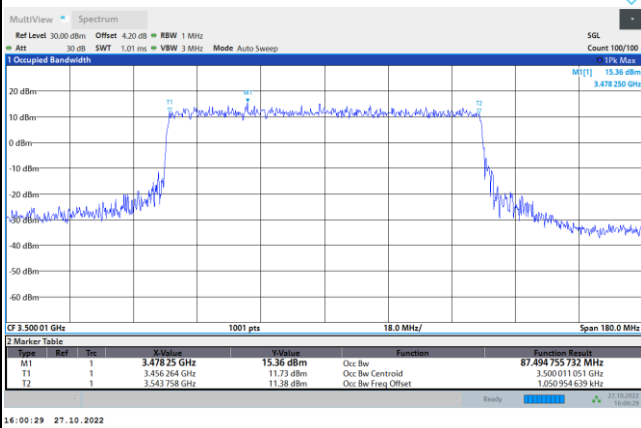 MultiView Spectrum
Ref Level 30.00 dBm Offset 4.20 dB RBW 1 MHz SGL
Att 30 dB SWT 1.01 ms VBW 3 MHz Mode Auto Sweep Count 100/100
1 Occupied Bandwidth 1Pk Max
M1[1] 15.36 dBm
3.478 250 GHz
20 dBm
M1
T1 T2
10 dBm
0 dBm
-10 dBm
-20 dBm
-30 dBm
-40 dBm
-50 dBm
-60 dBm
CF 3.500 01 GHz 1001 pts 18.0 MHz/ Span 180.0 MHz
2 Marker Table
Type Ref Trc X-Value Y-Value Function Function Result
M1 1 3.478 25 GHz 15.36 dBm Occ Bw 87.494 755 732 MHz
T1 1 3.456 264 GHz 11.73 dBm Occ Bw Centroid 3.500 011 051 GHz
T2 1 3.543 758 GHz 11.38 dBm Occ Bw Freq Offset 1.050 954 639 kHz
Ready 27.10.2022
16:00:29
16:00:29 27.10.2022